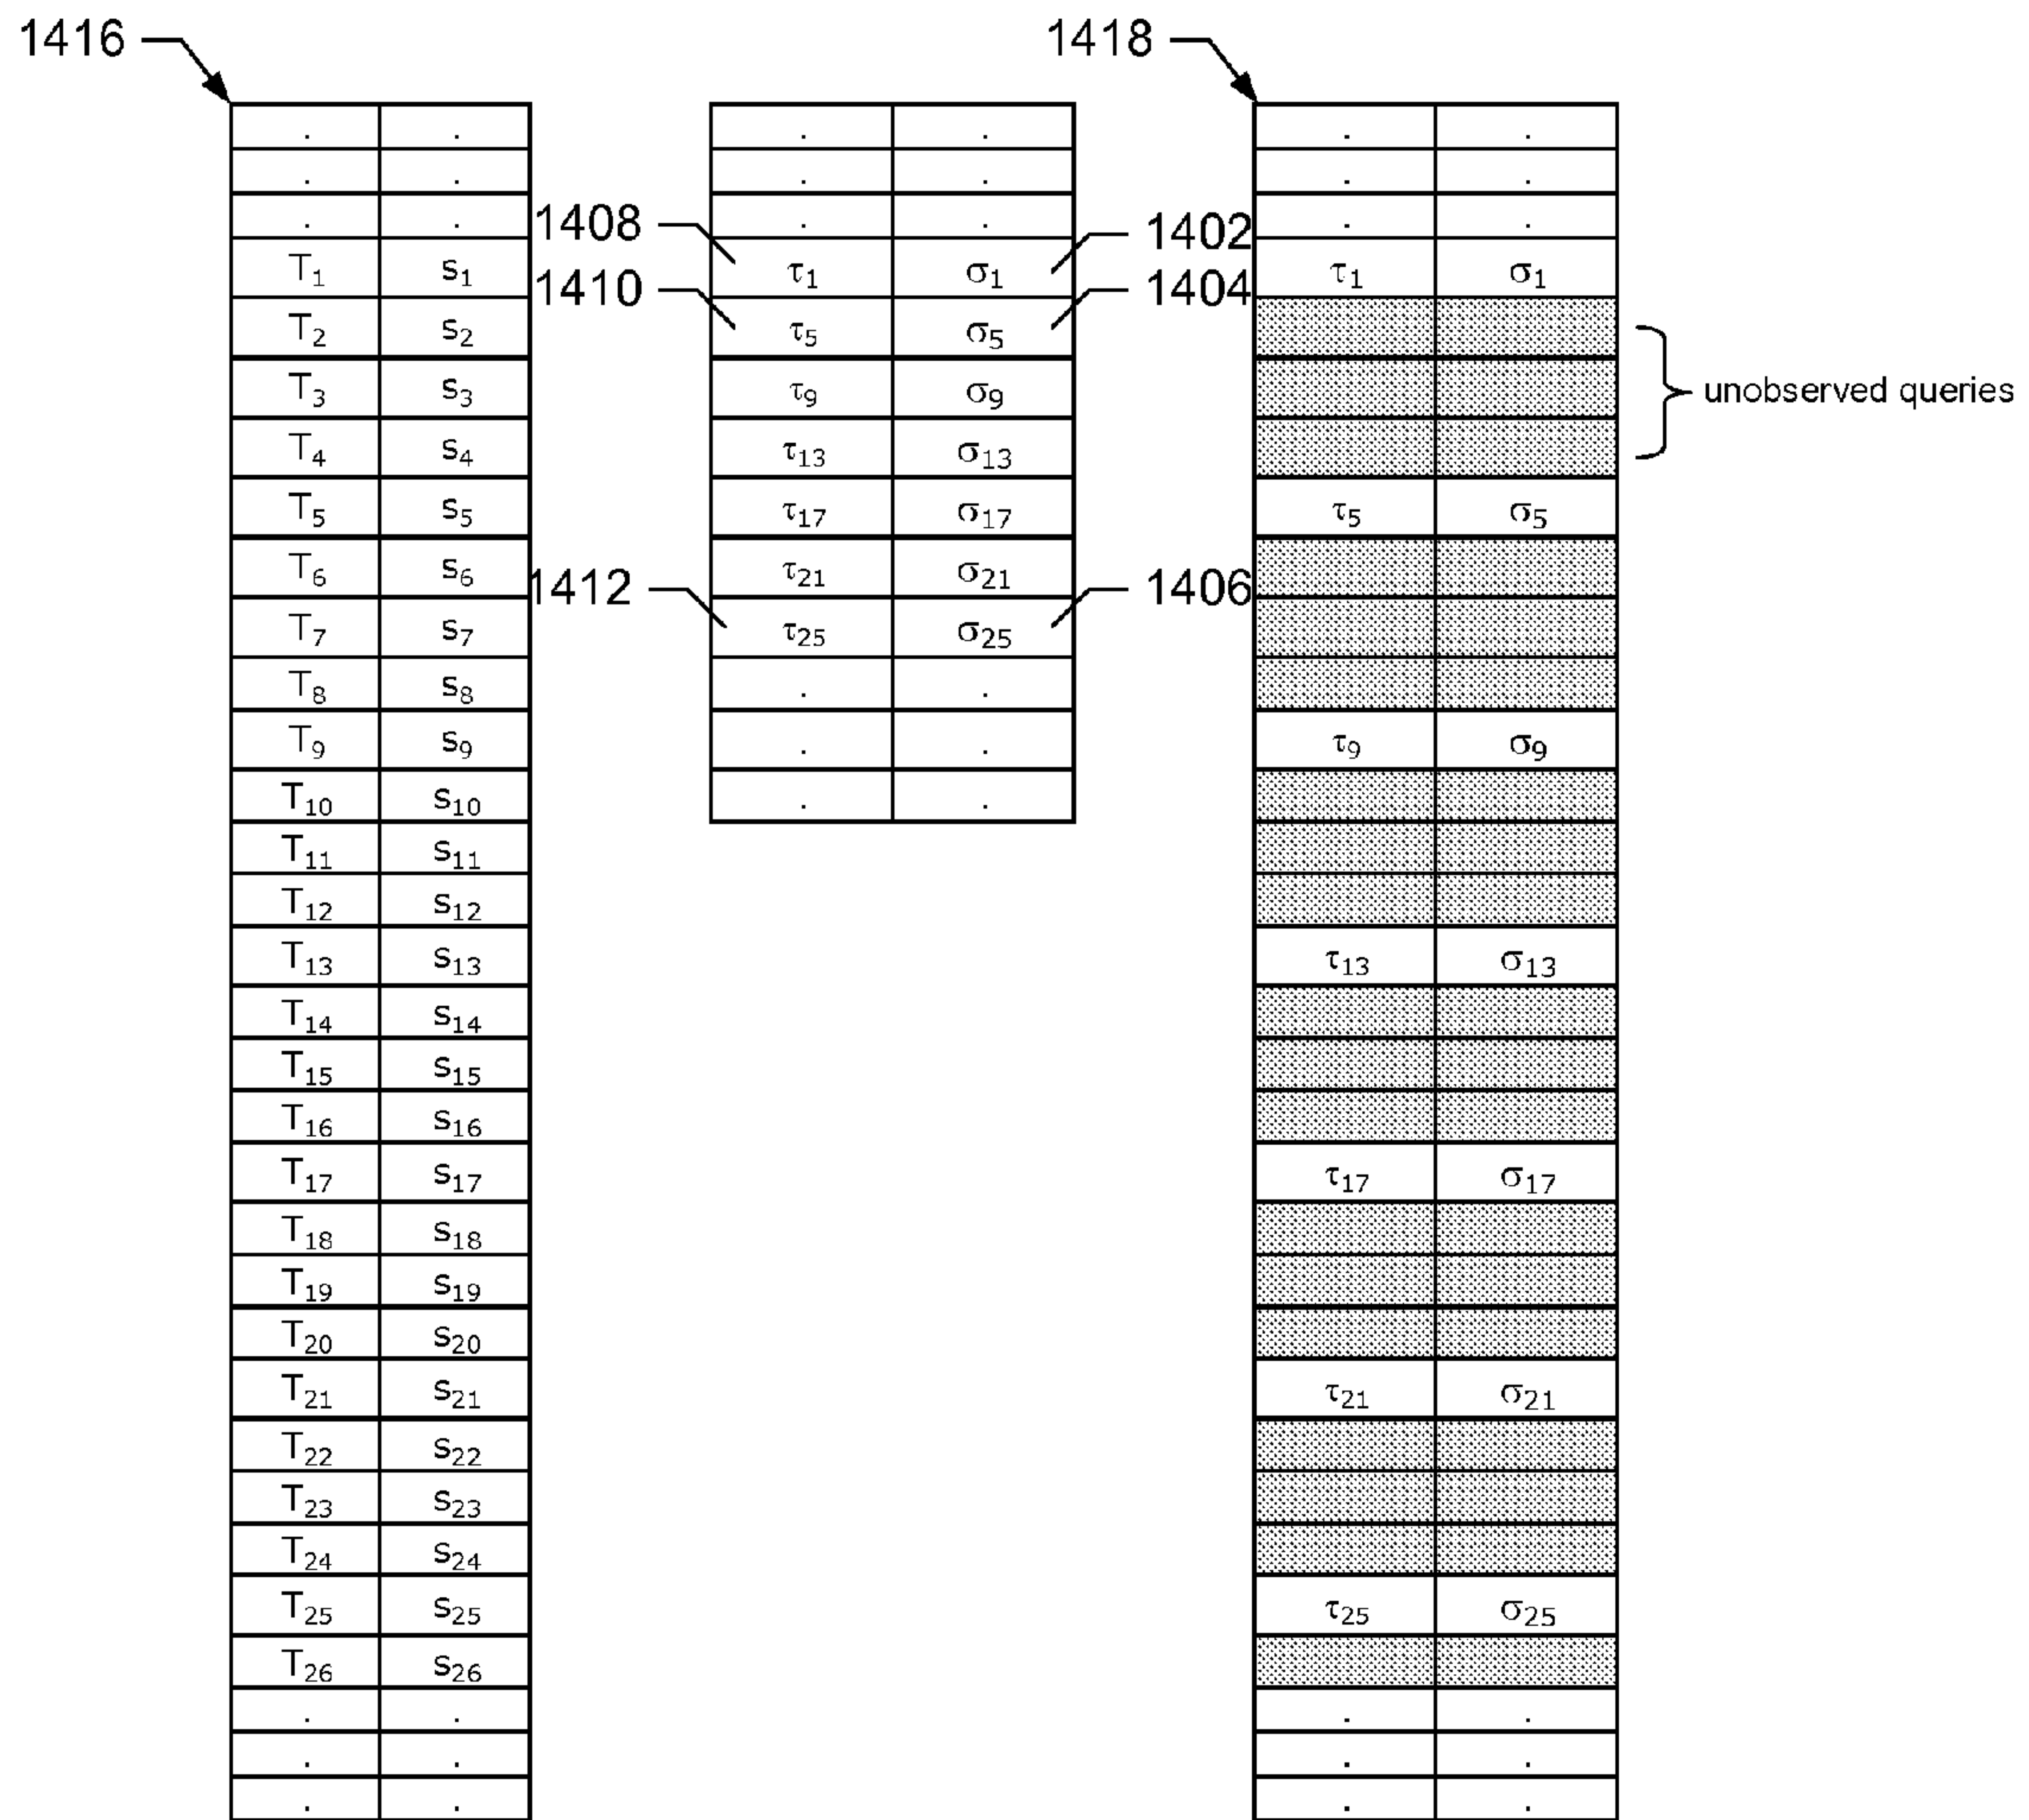 1416
1418
. . . . . .
. . . . . .
. . . . . .
1408 1402
T₁ s₁ τ₁ σ₁ τ₁ σ₁
1410 1404
T₂ s₂ τ₅ σ₅
T₃ s₃ τ₉ σ₉ unobserved queries
T₄ s₄ τ₁₃ σ₁₃
T₅ s₅ τ₁₇ σ₁₇ τ₅ σ₅
T₆ s₆ τ₂₁ σ₂₁
1412 1406
T₇ s₇ τ₂₅ σ₂₅
T₈ s₈ . .
T₉ s₉ . . τ₉ σ₉
T₁₀ s₁₀ . .
T₁₁ s₁₁
T₁₂ s₁₂
T₁₃ s₁₃ τ₁₃ σ₁₃
T₁₄ s₁₄
T₁₅ s₁₅
T₁₆ s₁₆
T₁₇ s₁₇ τ₁₇ σ₁₇
T₁₈ s₁₈
T₁₉ s₁₉
T₂₀ s₂₀
T₂₁ s₂₁ τ₂₁ σ₂₁
T₂₂ s₂₂
T₂₃ s₂₃
T₂₄ s₂₄
T₂₅ s₂₅ τ₂₅ σ₂₅
T₂₆ s₂₆
. . . .
. . . .
. . . .